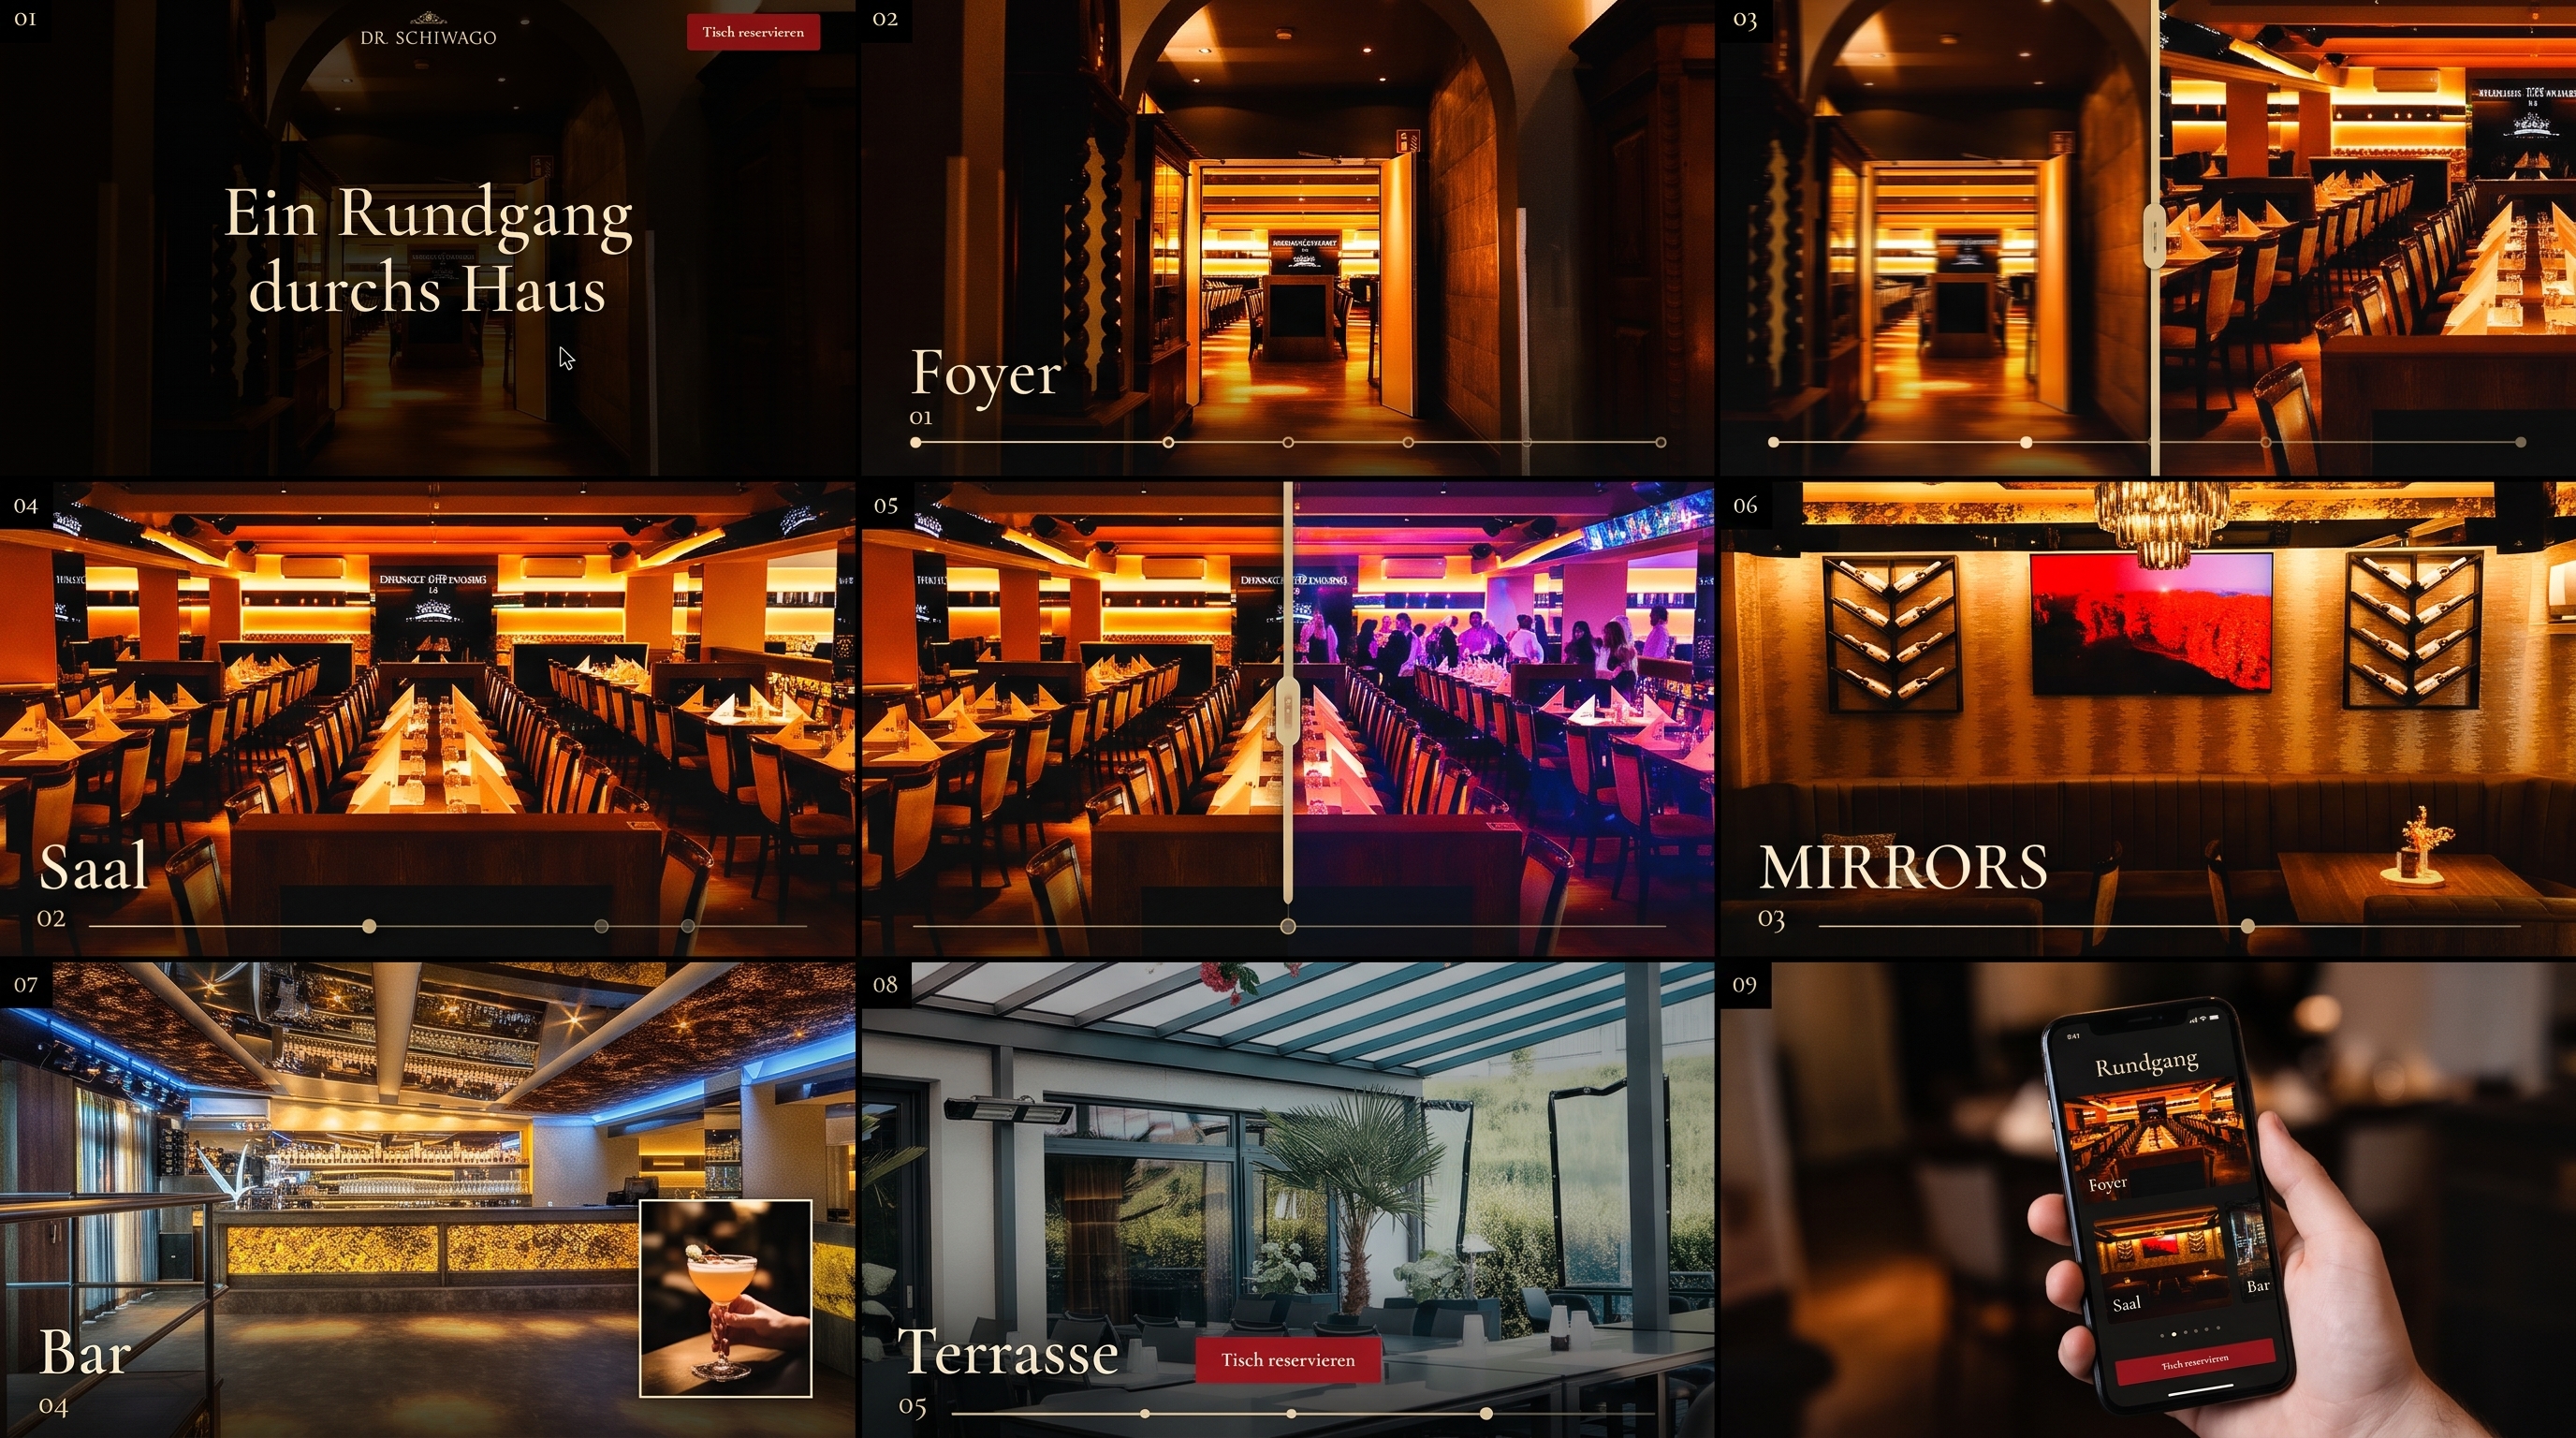 01
DR. SCHIWAGO
Tisch reservieren
Ein Rundgang
durchs Haus
02
Foyer
01
03
04
Saal
02
05
06
MIRRORS
03
07
Bar
04
08
Terrasse
Tisch reservieren
05
09
Rundgang
Foyer
Saal
Bar
reservieren